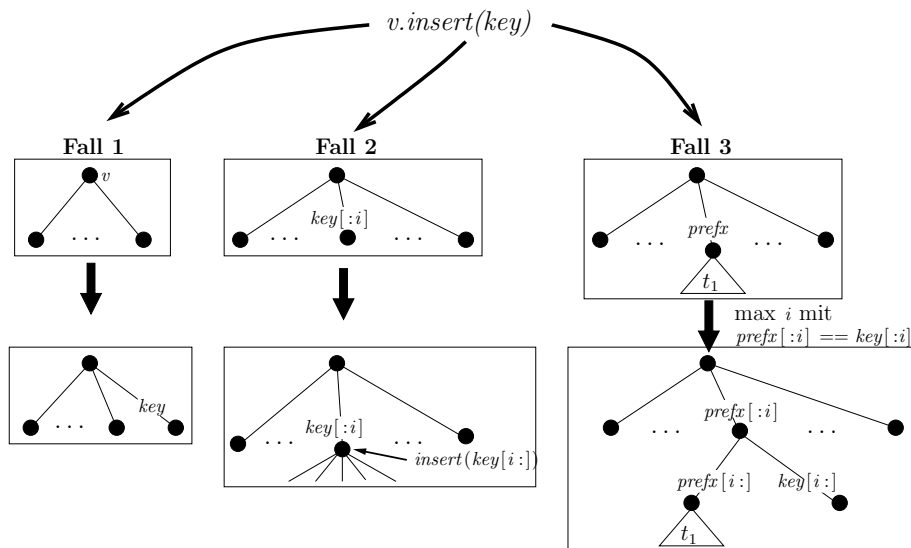 v.insert(key)
Fall 1
Fall 2
Fall 3
v
key[:i]
prefix
. . .
. . .
. . .
. . .
. . .
t1
max i mit
prefx[:i] == key[:i]
key
. . .
key[:i]
. . .
. . .
insert(key[i:])
prefx[:i]
. . .
. . .
prefx[i:]
key[i:]
t1